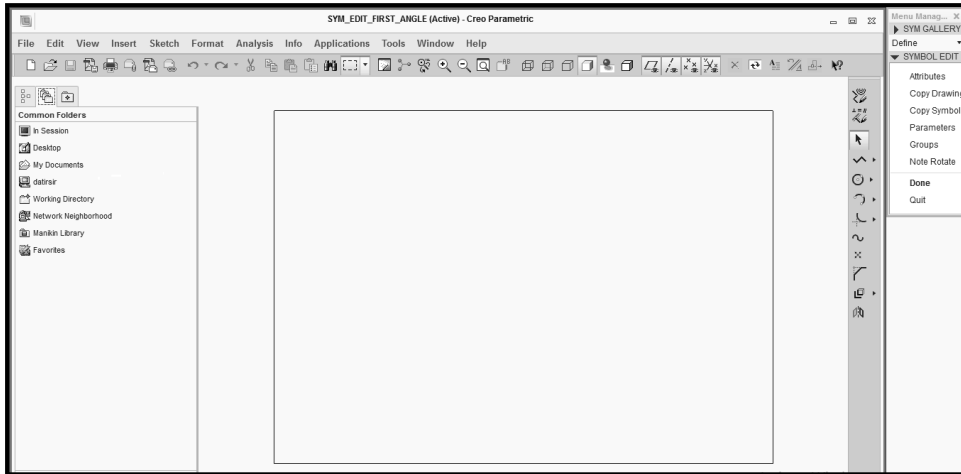 SYM_EDIT_FIRST_ANGLE (Active) - Creo Parametric
File Edit View Insert Sketch Format Analysis Info Applications Tools Window Help
Common Folders
In Session
Desktop
My Documents
datirsir
Working Directory
Network Neighborhood
Manikin Library
Favorites
Menu Manag...
SYM GALLERY
Define
SYMBOL EDIT
Attributes
Copy Drawing
Copy Symbol
Parameters
Groups
Note Rotate
Done
Quit